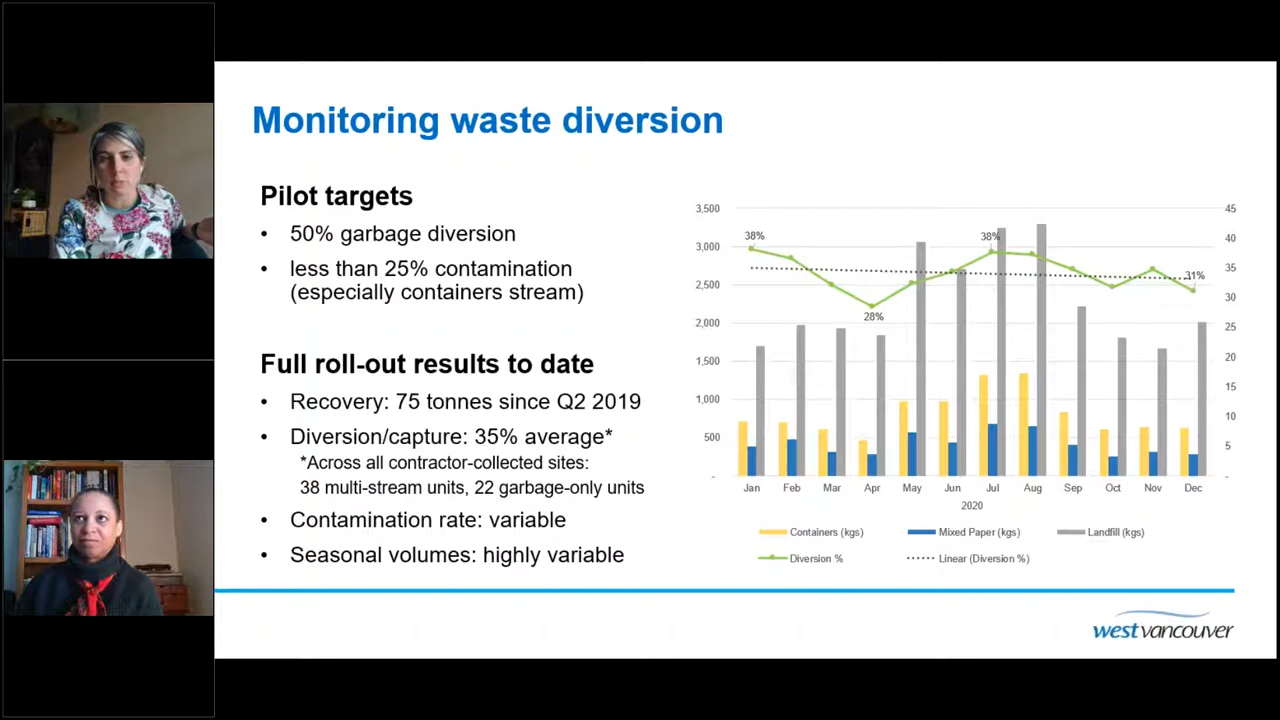 Monitoring waste diversion
Pilot targets
• 50% garbage diversion
• less than 25% contamination
(especially containers stream)
Full roll-out results to date
• Recovery: 75 tonnes since Q2 2019
• Diversion/capture: 35% average*
*Across all contractor-collected sites:
38 multi-stream units, 22 garbage-only units
• Contamination rate: variable
• Seasonal volumes: highly variable
3,500
3,000
2,500
2,000
1,500
1,000
500
-
45
40
35
30
25
20
15
10
5
-
38%
28%
38%
31%
Jan Feb Mar Apr May Jun Jul Aug Sep Oct Nov Dec
2020
Containers (kgs) Mixed Paper (kgs) Landfill (kgs)
Diversion % Linear (Diversion %)
westvancouver